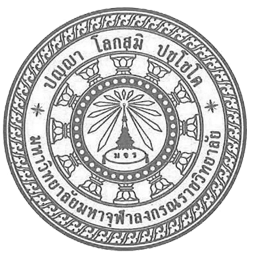 ปญฺญา โลกสฺมิ ปชฺโชโต
มจร
มหาวิทยาลัยมหาจุฬาลงกรณราชวิทยาลัย